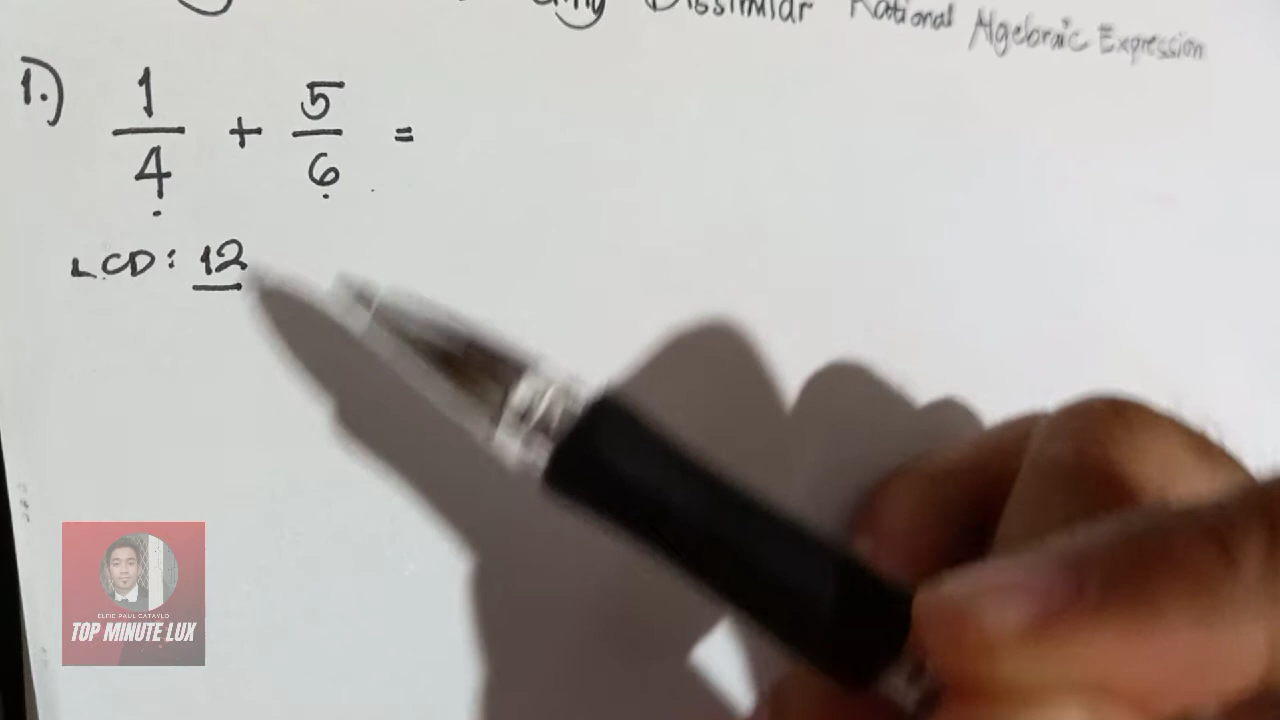 Dissimilar Rational Algebraic Expression
1.) 1/4 + 5/6 =
LCD: 12
ELFIE PAUL CATAYLO
TOP MINUTE LUX